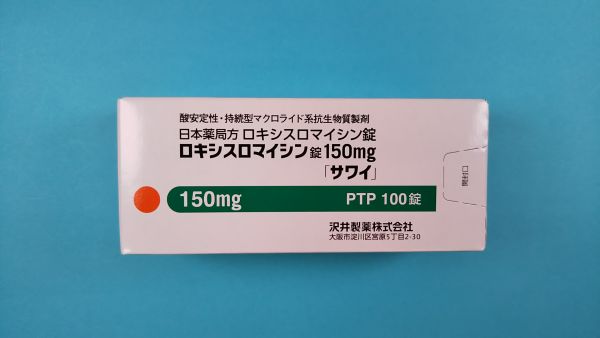 酸安定性・持続型マクロライド系抗生物質製剤
日本薬局方 ロキシスロマイシン錠
ロキシスロマイシン錠150mg
「サワイ」
150mg PTP 100錠
開封口
沢井製薬株式会社
大阪市淀川区宮原5丁目2-30